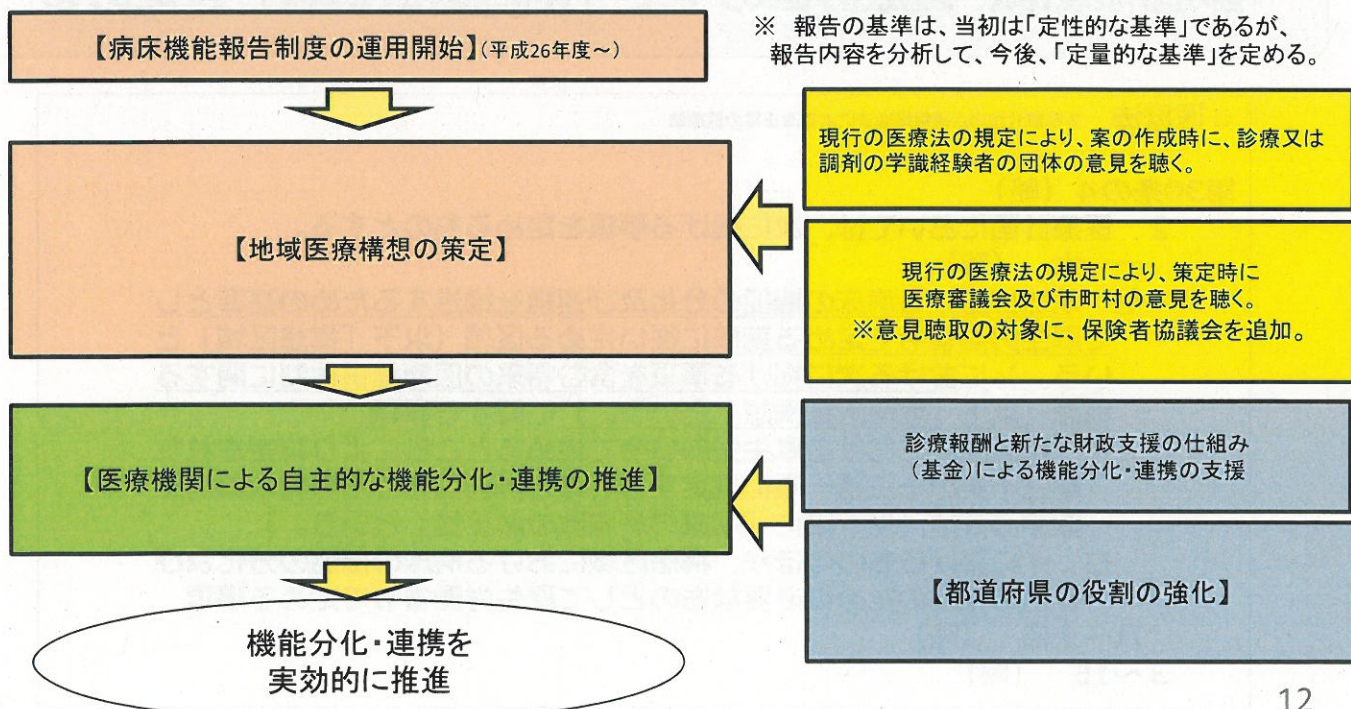 【病床機能報告制度の運用開始】(平成26年度～)
※ 報告の基準は、当初は「定性的な基準」であるが、
報告内容を分析して、今後、「定量的な基準」を定める。
現行の医療法の規定により、案の作成時に、診療又は
調剤の学識経験者の団体の意見を聴く。
【地域医療構想の策定】
現行の医療法の規定により、策定時に
医療審議会及び市町村の意見を聴く。
※意見聴取の対象に、保険者協議会を追加。
【医療機関による自主的な機能分化・連携の推進】
診療報酬と新たな財政支援の仕組み
(基金)による機能分化・連携の支援
【都道府県の役割の強化】
機能分化・連携を
実効的に推進
12